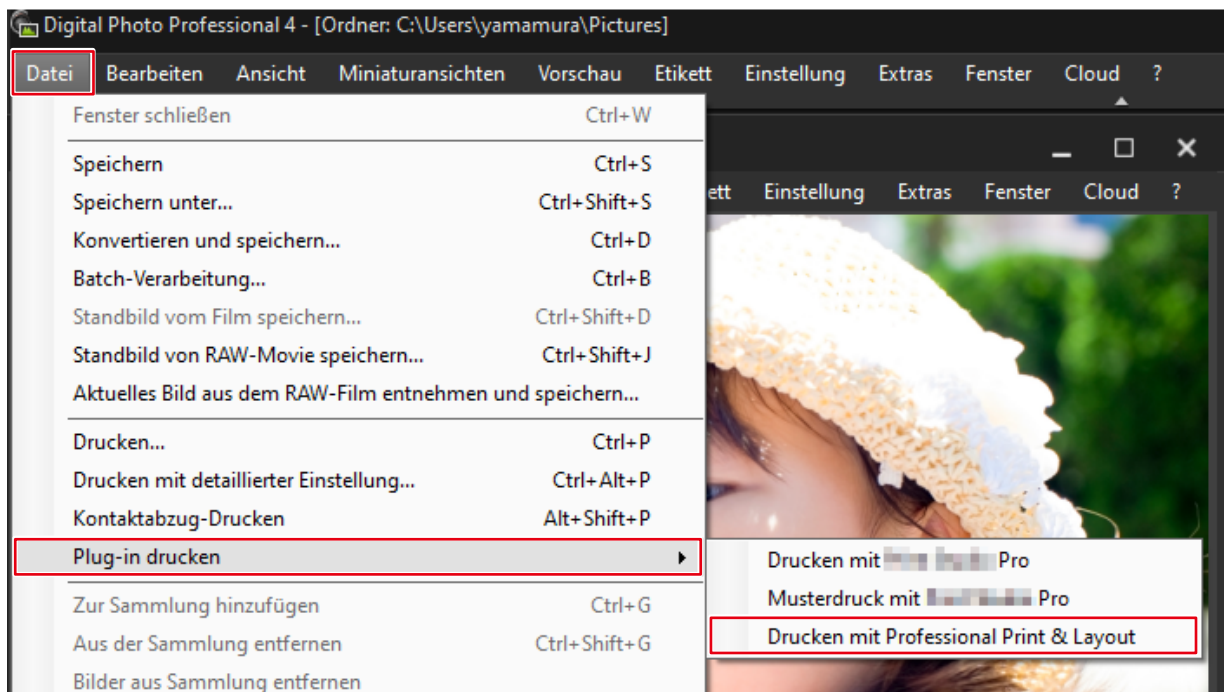 Digital Photo Professional 4 - [Ordner: C:\Users\yamamura\Pictures]
Datei Bearbeiten Ansicht Miniaturansichten Vorschau Etikett Einstellung Extras Fenster Cloud ?
Fenster schließen Ctrl+W
ett Einstellung Extras Fenster Cloud ?
Speichern Ctrl+S
Speichern unter... Ctrl+Shift+S
Konvertieren und speichern... Ctrl+D
Batch-Verarbeitung... Ctrl+B
Standbild vom Film speichern... Ctrl+Shift+D
Standbild von RAW-Movie speichern... Ctrl+Shift+J
Aktuelles Bild aus dem RAW-Film entnehmen und speichern...
Drucken... Ctrl+P
Drucken mit detaillierter Einstellung... Ctrl+Alt+P
Kontaktabzug-Drucken Alt+Shift+P
Plug-in drucken
Drucken mit Pro
Musterdruck mit Pro
Drucken mit Professional Print & Layout
Zur Sammlung hinzufügen Ctrl+G
Aus der Sammlung entfernen Ctrl+Shift+G
Bilder aus Sammlung entfernen